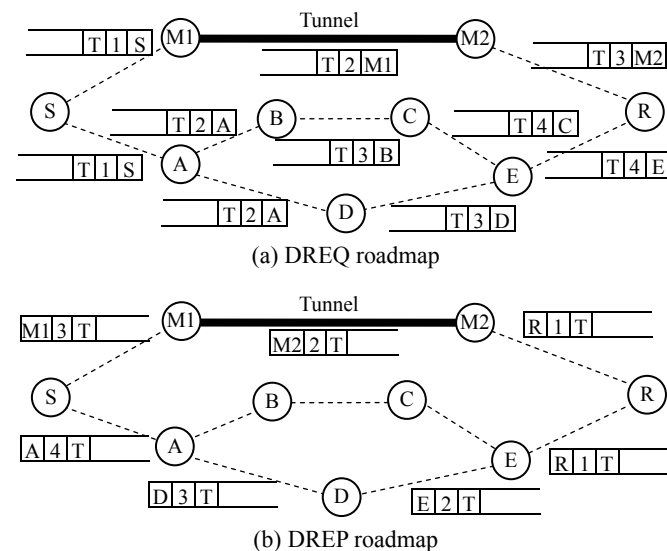 Tunnel
T 1 S
M1
M2
T 2 M1
T 3 M2
S
T 2 A
B
C
T 4 C
R
T 1 S
A
T 3 B
E
T 4 E
T 2 A
D
T 3 D
(a) DREQ roadmap
Tunnel
M1 3 T
M1
M2
R 1 T
M2 2 T
S
B
C
R
A 4 T
A
E
R 1 T
D 3 T
D
E 2 T
(b) DREP roadmap